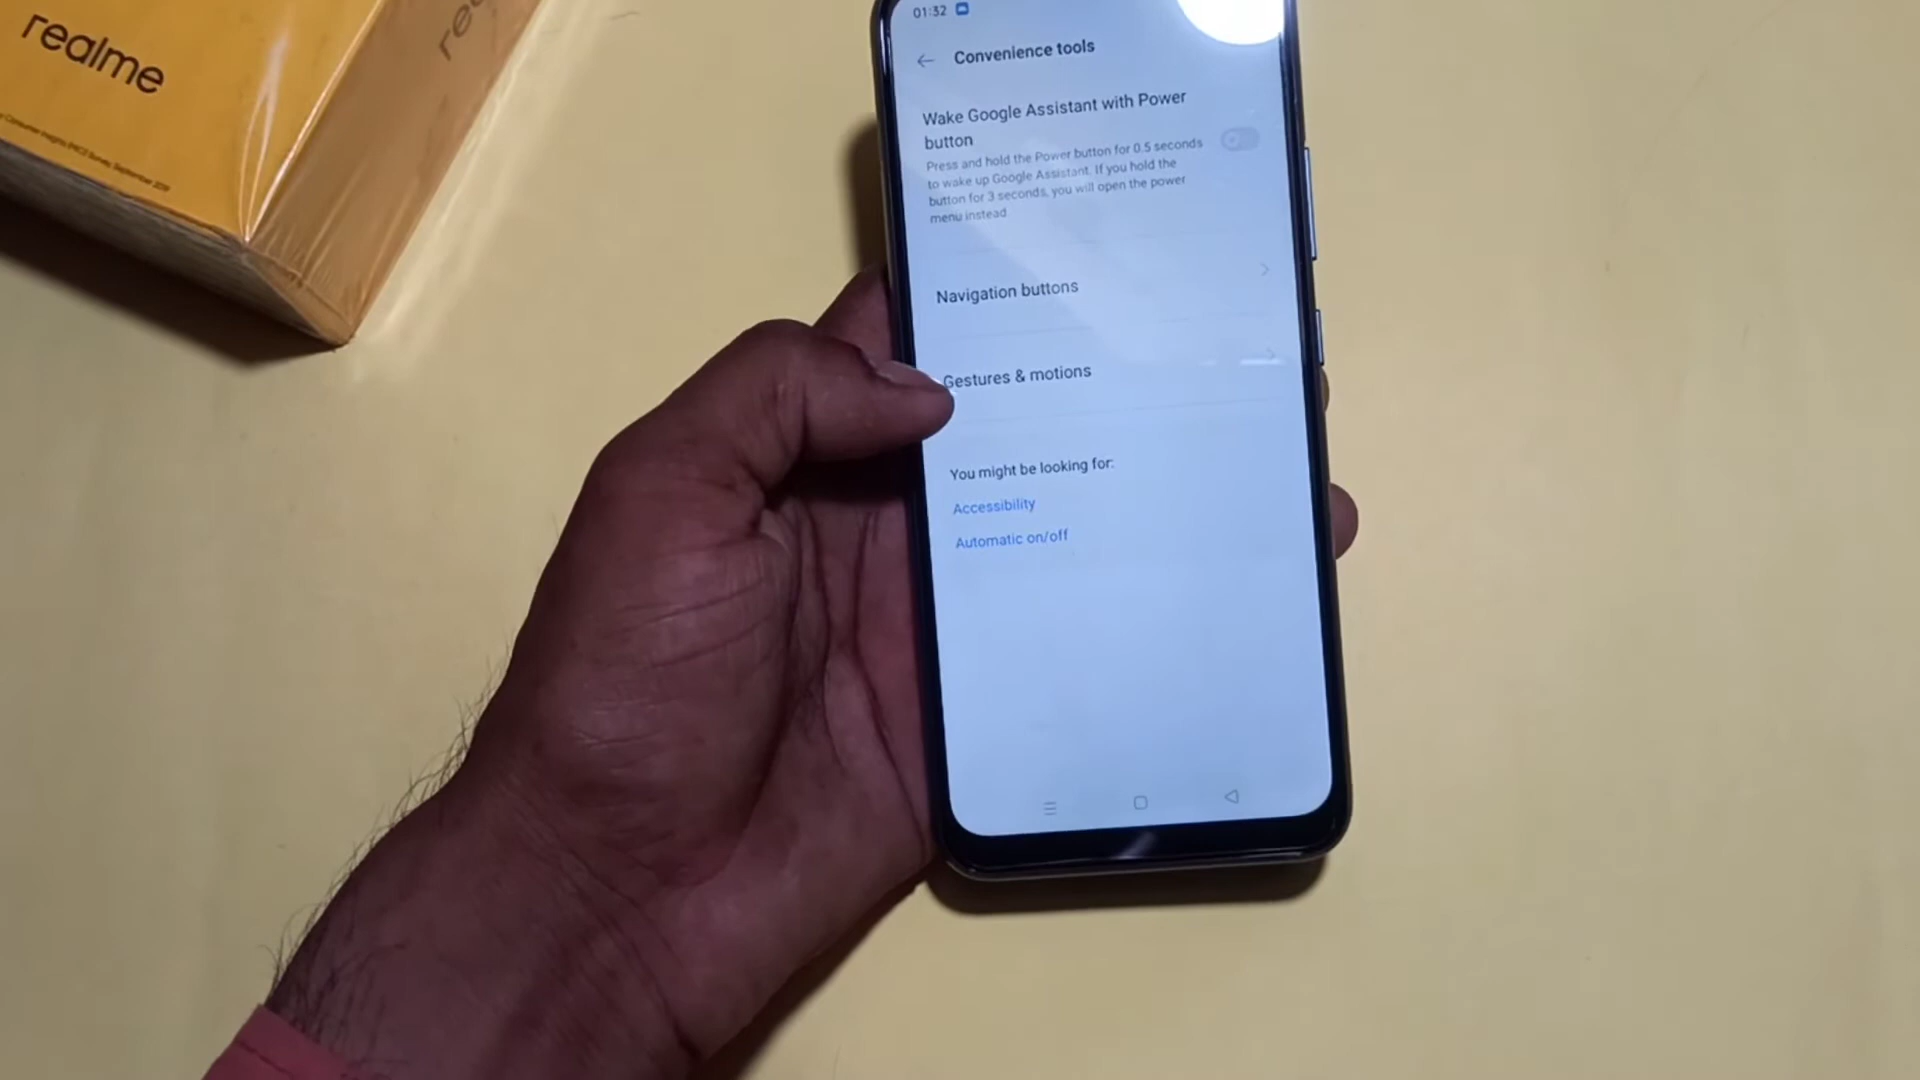 realme
01:32
Convenience tools
Wake Google Assistant with Power
button
Press and hold the Power button for 0.5 seconds
to wake up Google Assistant. If you hold the
button for 3 seconds, you will open the power
menu instead
Navigation buttons
Gestures & motions
You might be looking for:
Accessibility
Automatic on/off